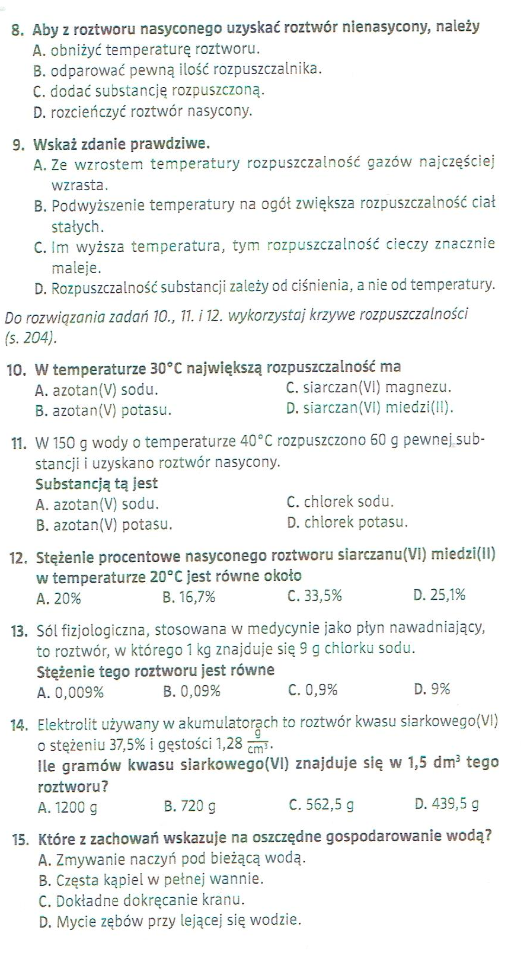 8. Aby z roztworu nasyconego uzyskać roztwór nienasycony, należy
A. obniżyć temperaturę roztworu.
B. odparować pewną ilość rozpuszczalnika.
C. dodać substancję rozpuszczoną.
D. rozcieńczyć roztwór nasycony.
9. Wskaż zdanie prawdziwe.
A. Ze wzrostem temperatury rozpuszczalność gazów najczęściej
wzrasta.
B. Podwyższenie temperatury na ogół zwiększa rozpuszczalność ciał
stałych.
C. Im wyższa temperatura, tym rozpuszczalność cieczy znacznie
maleje.
D. Rozpuszczalność substancji zależy od ciśnienia, a nie od temperatury.
Do rozwiązania zadań 10., 11. i 12. wykorzystaj krzywe rozpuszczalności
(s. 204).
10. W temperaturze 30°C największą rozpuszczalność ma
A. azotan(V) sodu. C. siarczan(VI) magnezu.
B. azotan(V) potasu. D. siarczan(VI) miedzi(II).
11. W 150 g wody o temperaturze 40°C rozpuszczono 60 g pewnej sub-
stancji i uzyskano roztwór nasycony.
Substancją tą jest
A. azotan(V) sodu. C. chlorek sodu.
B. azotan(V) potasu. D. chlorek potasu.
12. Stężenie procentowe nasyconego roztworu siarczanu(VI) miedzi(II)
w temperaturze 20°C jest równe około
A. 20% B. 16,7% C. 33,5% D. 25,1%
13. Sól fizjologiczna, stosowana w medycynie jako płyn nawadniający,
to roztwór, w którego 1 kg znajduje się 9 g chlorku sodu.
Stężenie tego roztworu jest równe
A. 0,009% B. 0,09% C. 0,9% D. 9%
14. Elektrolit używany w akumulatorach to roztwór kwasu siarkowego(VI)
o stężeniu 37,5% i gęstości 1,28 g/cm³.
Ile gramów kwasu siarkowego(VI) znajduje się w 1,5 dm³ tego
roztworu?
A. 1200 g B. 720 g C. 562,5 g D. 439,5 g
15. Które z zachowań wskazuje na oszczędne gospodarowanie wodą?
A. Zmywanie naczyń pod bieżącą wodą.
B. Częsta kąpiel w pełnej wannie.
C. Dokładne dokręcanie kranu.
D. Mycie zębów przy lejącej się wodzie.